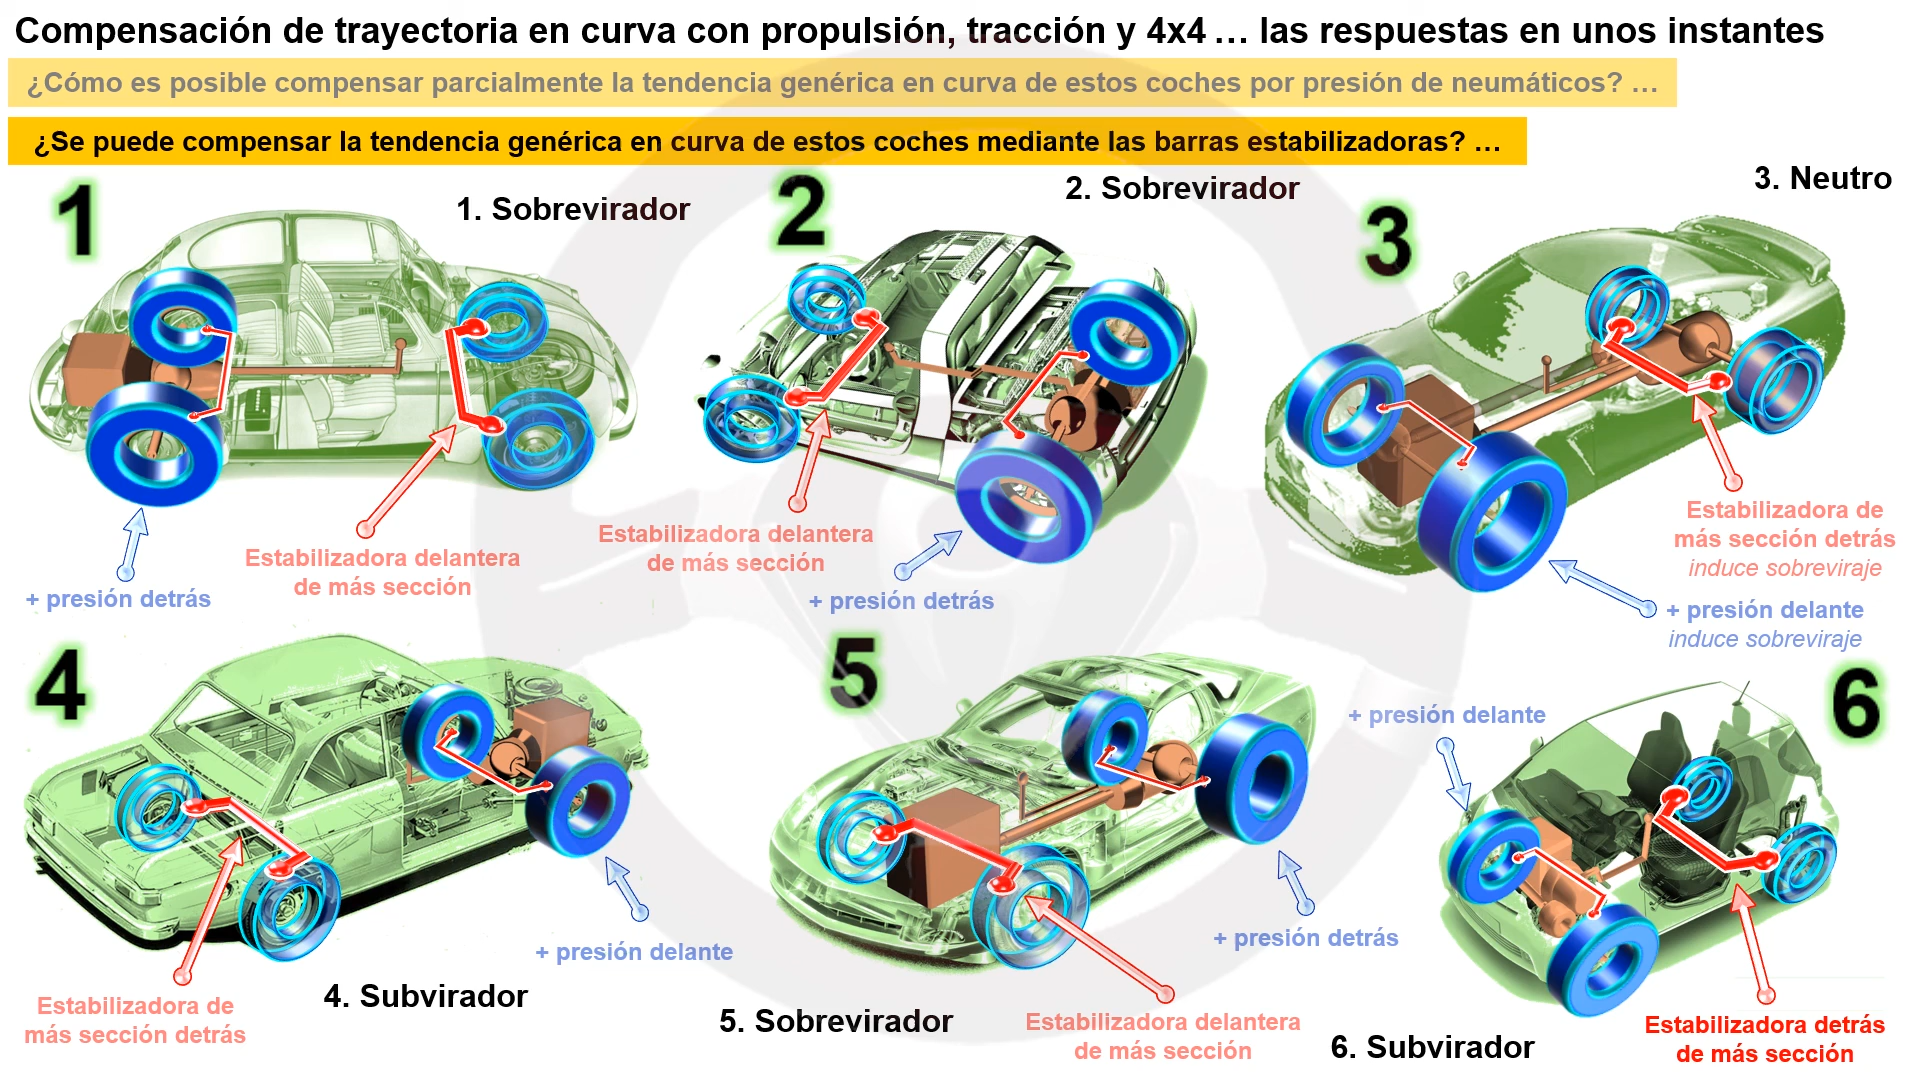 Compensación de trayectoria en curva con propulsión, tracción y 4x4 … las respuestas en unos instantes
¿Cómo es posible compensar parcialmente la tendencia genérica en curva de estos coches por presión de neumáticos? …
¿Se puede compensar la tendencia genérica en curva de estos coches mediante las barras estabilizadoras? …
1
1. Sobrevirador
Estabilizadora delantera
de más sección
+ presión detrás
2
2. Sobrevirador
Estabilizadora delantera
de más sección
+ presión detrás
3
3. Neutro
Estabilizadora de
más sección detrás
induce sobreviraje
+ presión delante
induce sobreviraje
4
+ presión delante
4. Subvirador
Estabilizadora de
más sección detrás
5
+ presión detrás
5. Sobrevirador
Estabilizadora delantera
de más sección
6
+ presión delante
6. Subvirador
Estabilizadora detrás
de más sección